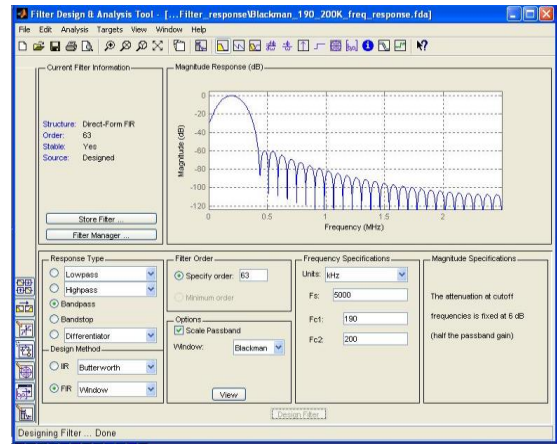 Filter Design & Analysis Tool - [...Filter_response\Blackman_190_200K_freq_response.fda]
File Edit Analysis Targets View Window Help
Current Filter Information
Structure: Direct-Form FIR
Order: 63
Stable: Yes
Source: Designed
Store Filter ...
Filter Manager ...
Magnitude Response (dB)
Magnitude (dB)
0
-20
-40
-60
-80
-100
-120
0 0.5 1 1.5 2
Frequency (MHz)
Response Type
Lowpass
Highpass
Bandpass
Bandstop
Differentiator
Design Method
IIR Butterworth
FIR Window
Filter Order
Specify order: 63
Minimum order
Options
Scale Passband
Window: Blackman
View
Frequency Specifications
Units: kHz
Fs: 5000
Fc1: 190
Fc2: 200
Magnitude Specifications
The attenuation at cutoff
frequencies is fixed at 6 dB
(half the passband gain)
Design Filter
Designing Filter ... Done